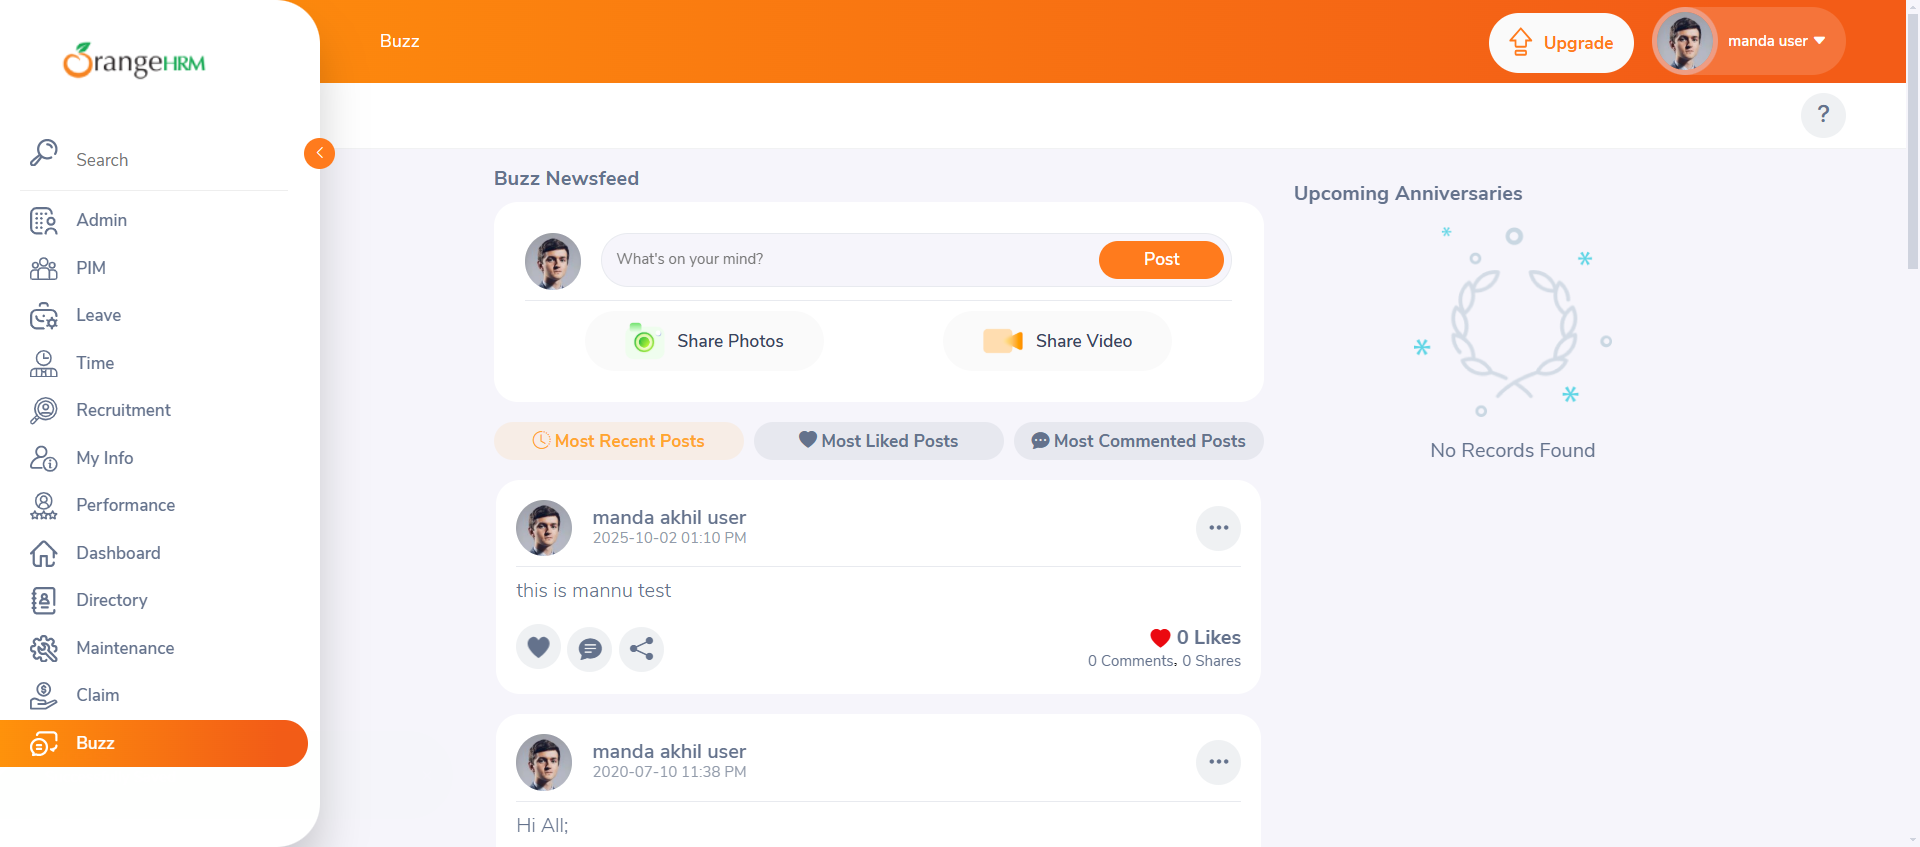 OrangeHRM
Buzz
Upgrade
manda user
?
Search
Admin
PIM
Leave
Time
Recruitment
My Info
Performance
Dashboard
Directory
Maintenance
Claim
Buzz
Buzz Newsfeed
What's on your mind?
Post
Share Photos
Share Video
Most Recent Posts
Most Liked Posts
Most Commented Posts
manda akhil user
2025-10-02 01:10 PM
this is mannu test
0 Likes
0 Comments, 0 Shares
manda akhil user
2020-07-10 11:38 PM
Hi All;
Upcoming Anniversaries
No Records Found